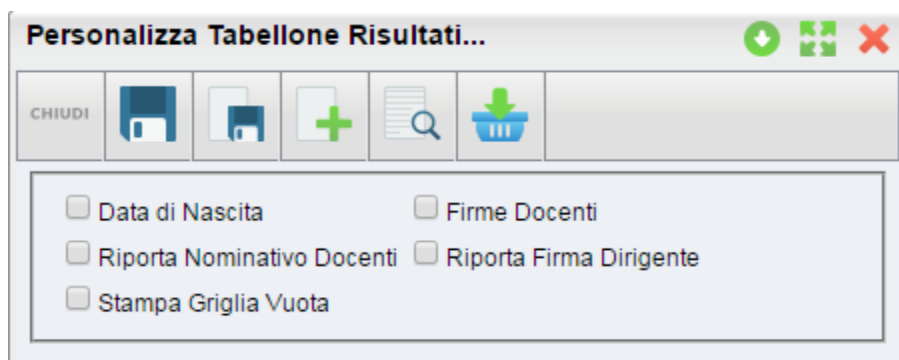 Personalizza Tabellone Risultati...
CHIUDI
Data di Nascita Firme Docenti
Riporta Nominativo Docenti Riporta Firma Dirigente
Stampa Griglia Vuota